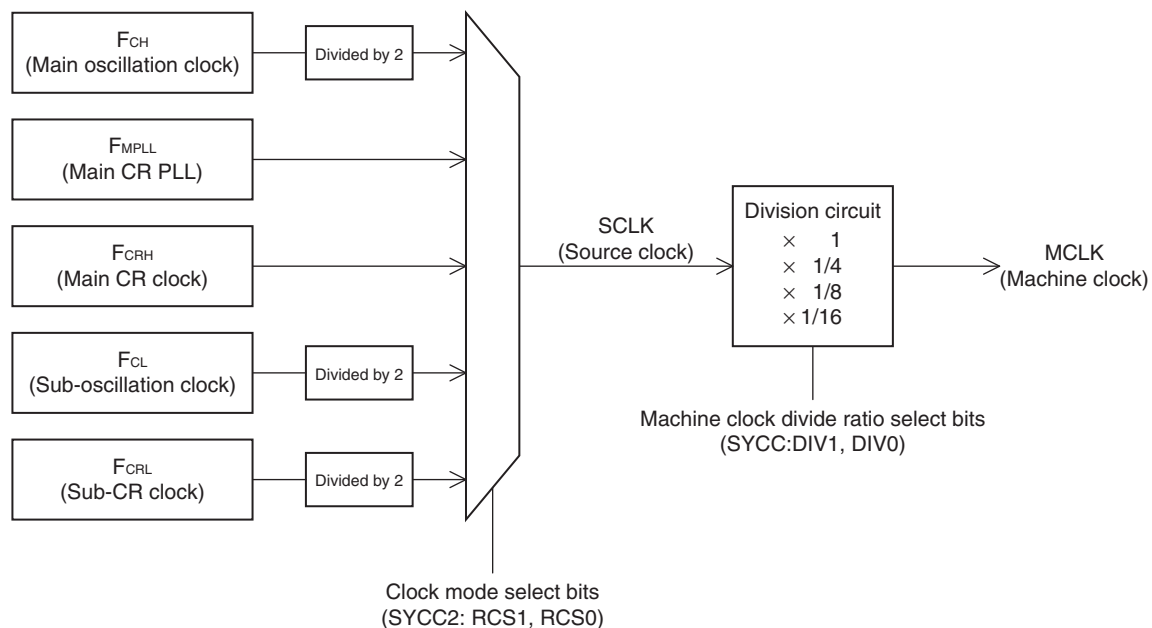 FCH
(Main oscillation clock)
Divided by 2
FMPLL
(Main CR PLL)
FCRH
(Main CR clock)
FCL
(Sub-oscillation clock)
Divided by 2
FCRL
(Sub-CR clock)
Divided by 2
Clock mode select bits
(SYCC2: RCS1, RCS0)
SCLK
(Source clock)
Division circuit
× 1
× 1/4
× 1/8
× 1/16
Machine clock divide ratio select bits
(SYCC:DIV1, DIV0)
MCLK
(Machine clock)